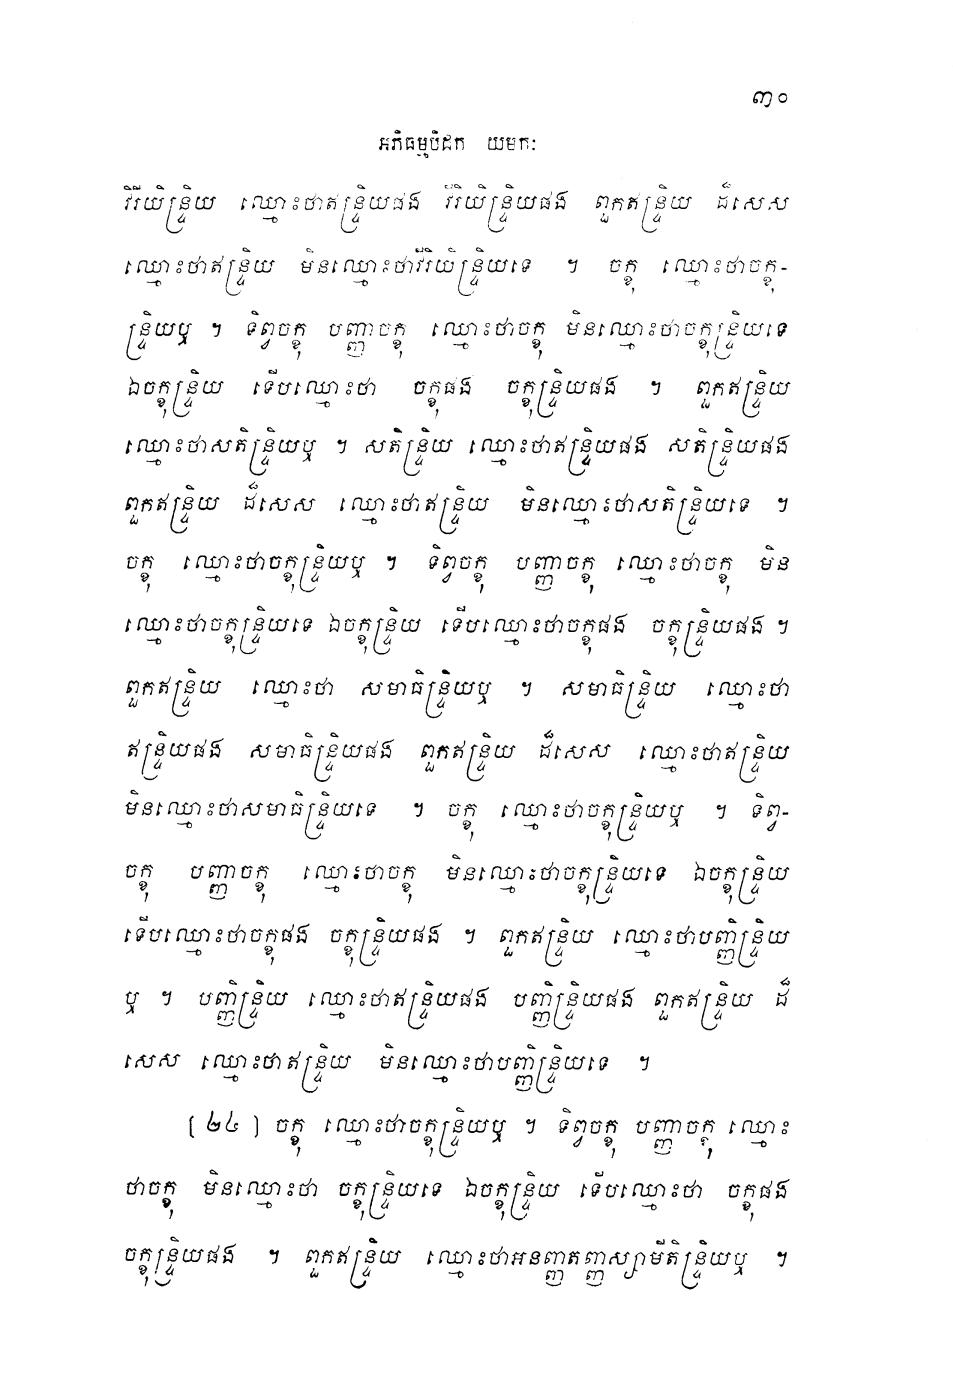 ៣០
អភិធម្មបិដក យមកៈ
វីរិយិន្ទ្រិយ ឈ្មោះថាឥន្ទ្រិយផង វីរិយិន្ទ្រិយផង ពួកឥន្ទ្រិយ ដ៏សេស
ឈ្មោះថាឥន្ទ្រិយ មិនឈ្មោះថាវីរិយិន្ទ្រិយទេ ។ ចក្ខុ ឈ្មោះថាចក្ខុ-
ន្ទ្រិយឬ ។ ទិព្វចក្ខុ បញ្ញាចក្ខុ ឈ្មោះថាចក្ខុ មិនឈ្មោះថាចក្ខុន្ទ្រិយទេ
ឯចក្ខុន្ទ្រិយ ទើបឈ្មោះថា ចក្ខុផង ចក្ខុន្ទ្រិយផង ។ ពួកឥន្ទ្រិយ
ឈ្មោះថាសតិន្ទ្រិយឬ ។ សតិន្ទ្រិយ ឈ្មោះថាឥន្ទ្រិយផង សតិន្ទ្រិយផង
ពួកឥន្ទ្រិយ ដ៏សេស ឈ្មោះថាឥន្ទ្រិយ មិនឈ្មោះថាសតិន្ទ្រិយទេ ។
ចក្ខុ ឈ្មោះថាចក្ខុន្ទ្រិយឬ ។ ទិព្វចក្ខុ បញ្ញាចក្ខុ ឈ្មោះថាចក្ខុ មិន
ឈ្មោះថាចក្ខុន្ទ្រិយទេ ឯចក្ខុន្ទ្រិយ ទើបឈ្មោះថាចក្ខុផង ចក្ខុន្ទ្រិយផង ។
ពួកឥន្ទ្រិយ ឈ្មោះថា សមាធិន្ទ្រិយឬ ។ សមាធិន្ទ្រិយ ឈ្មោះថា
ឥន្ទ្រិយផង សមាធិន្ទ្រិយផង ពួកឥន្ទ្រិយ ដ៏សេស ឈ្មោះថាឥន្ទ្រិយ
មិនឈ្មោះថាសមាធិន្ទ្រិយទេ ។ ចក្ខុ ឈ្មោះថាចក្ខុន្ទ្រិយឬ ។ ទិព្វ-
ចក្ខុ បញ្ញាចក្ខុ ឈ្មោះថាចក្ខុ មិនឈ្មោះថាចក្ខុន្ទ្រិយទេ ឯចក្ខុន្ទ្រិយ
ទើបឈ្មោះថាចក្ខុផង ចក្ខុន្ទ្រិយផង ។ ពួកឥន្ទ្រិយ ឈ្មោះថាបញ្ញិន្ទ្រិយ
ឬ ។ បញ្ញិន្ទ្រិយ ឈ្មោះថាឥន្ទ្រិយផង បញ្ញិន្ទ្រិយផង ពួកឥន្ទ្រិយ ដ៏
សេស ឈ្មោះថាឥន្ទ្រិយ មិនឈ្មោះថាបញ្ញិន្ទ្រិយទេ ។
[ ២៤ ] ចក្ខុ ឈ្មោះថាចក្ខុន្ទ្រិយឬ ។ ទិព្វចក្ខុ បញ្ញាចក្ខុ ឈ្មោះ
ថាចក្ខុ មិនឈ្មោះថា ចក្ខុន្ទ្រិយទេ ឯចក្ខុន្ទ្រិយ ទើបឈ្មោះថា ចក្ខុផង
ចក្ខុន្ទ្រិយផង ។ ពួកឥន្ទ្រិយ ឈ្មោះថាអនញ្ញាតញ្ញស្សាមីតិន្ទ្រិយឬ ។